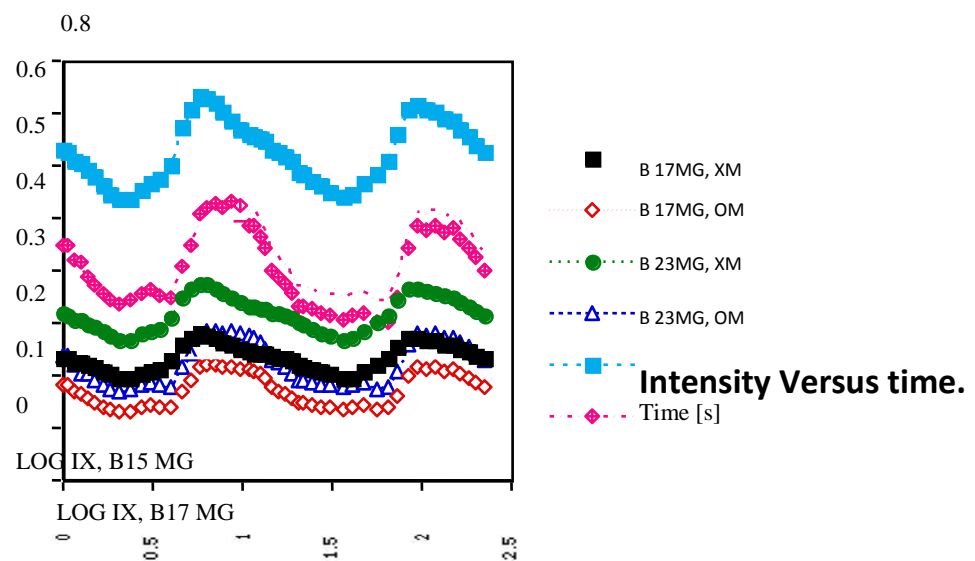 0.8
0.6
0.5
0.4
0.3
0.2
0.1
0
LOG IX, B15 MG
LOG IX, B17 MG
0
0.5
1
1.5
2
2.5
B 17MG, XM
B 17MG, OM
B 23MG, XM
B 23MG, OM
Intensity Versus time.
Time [s]